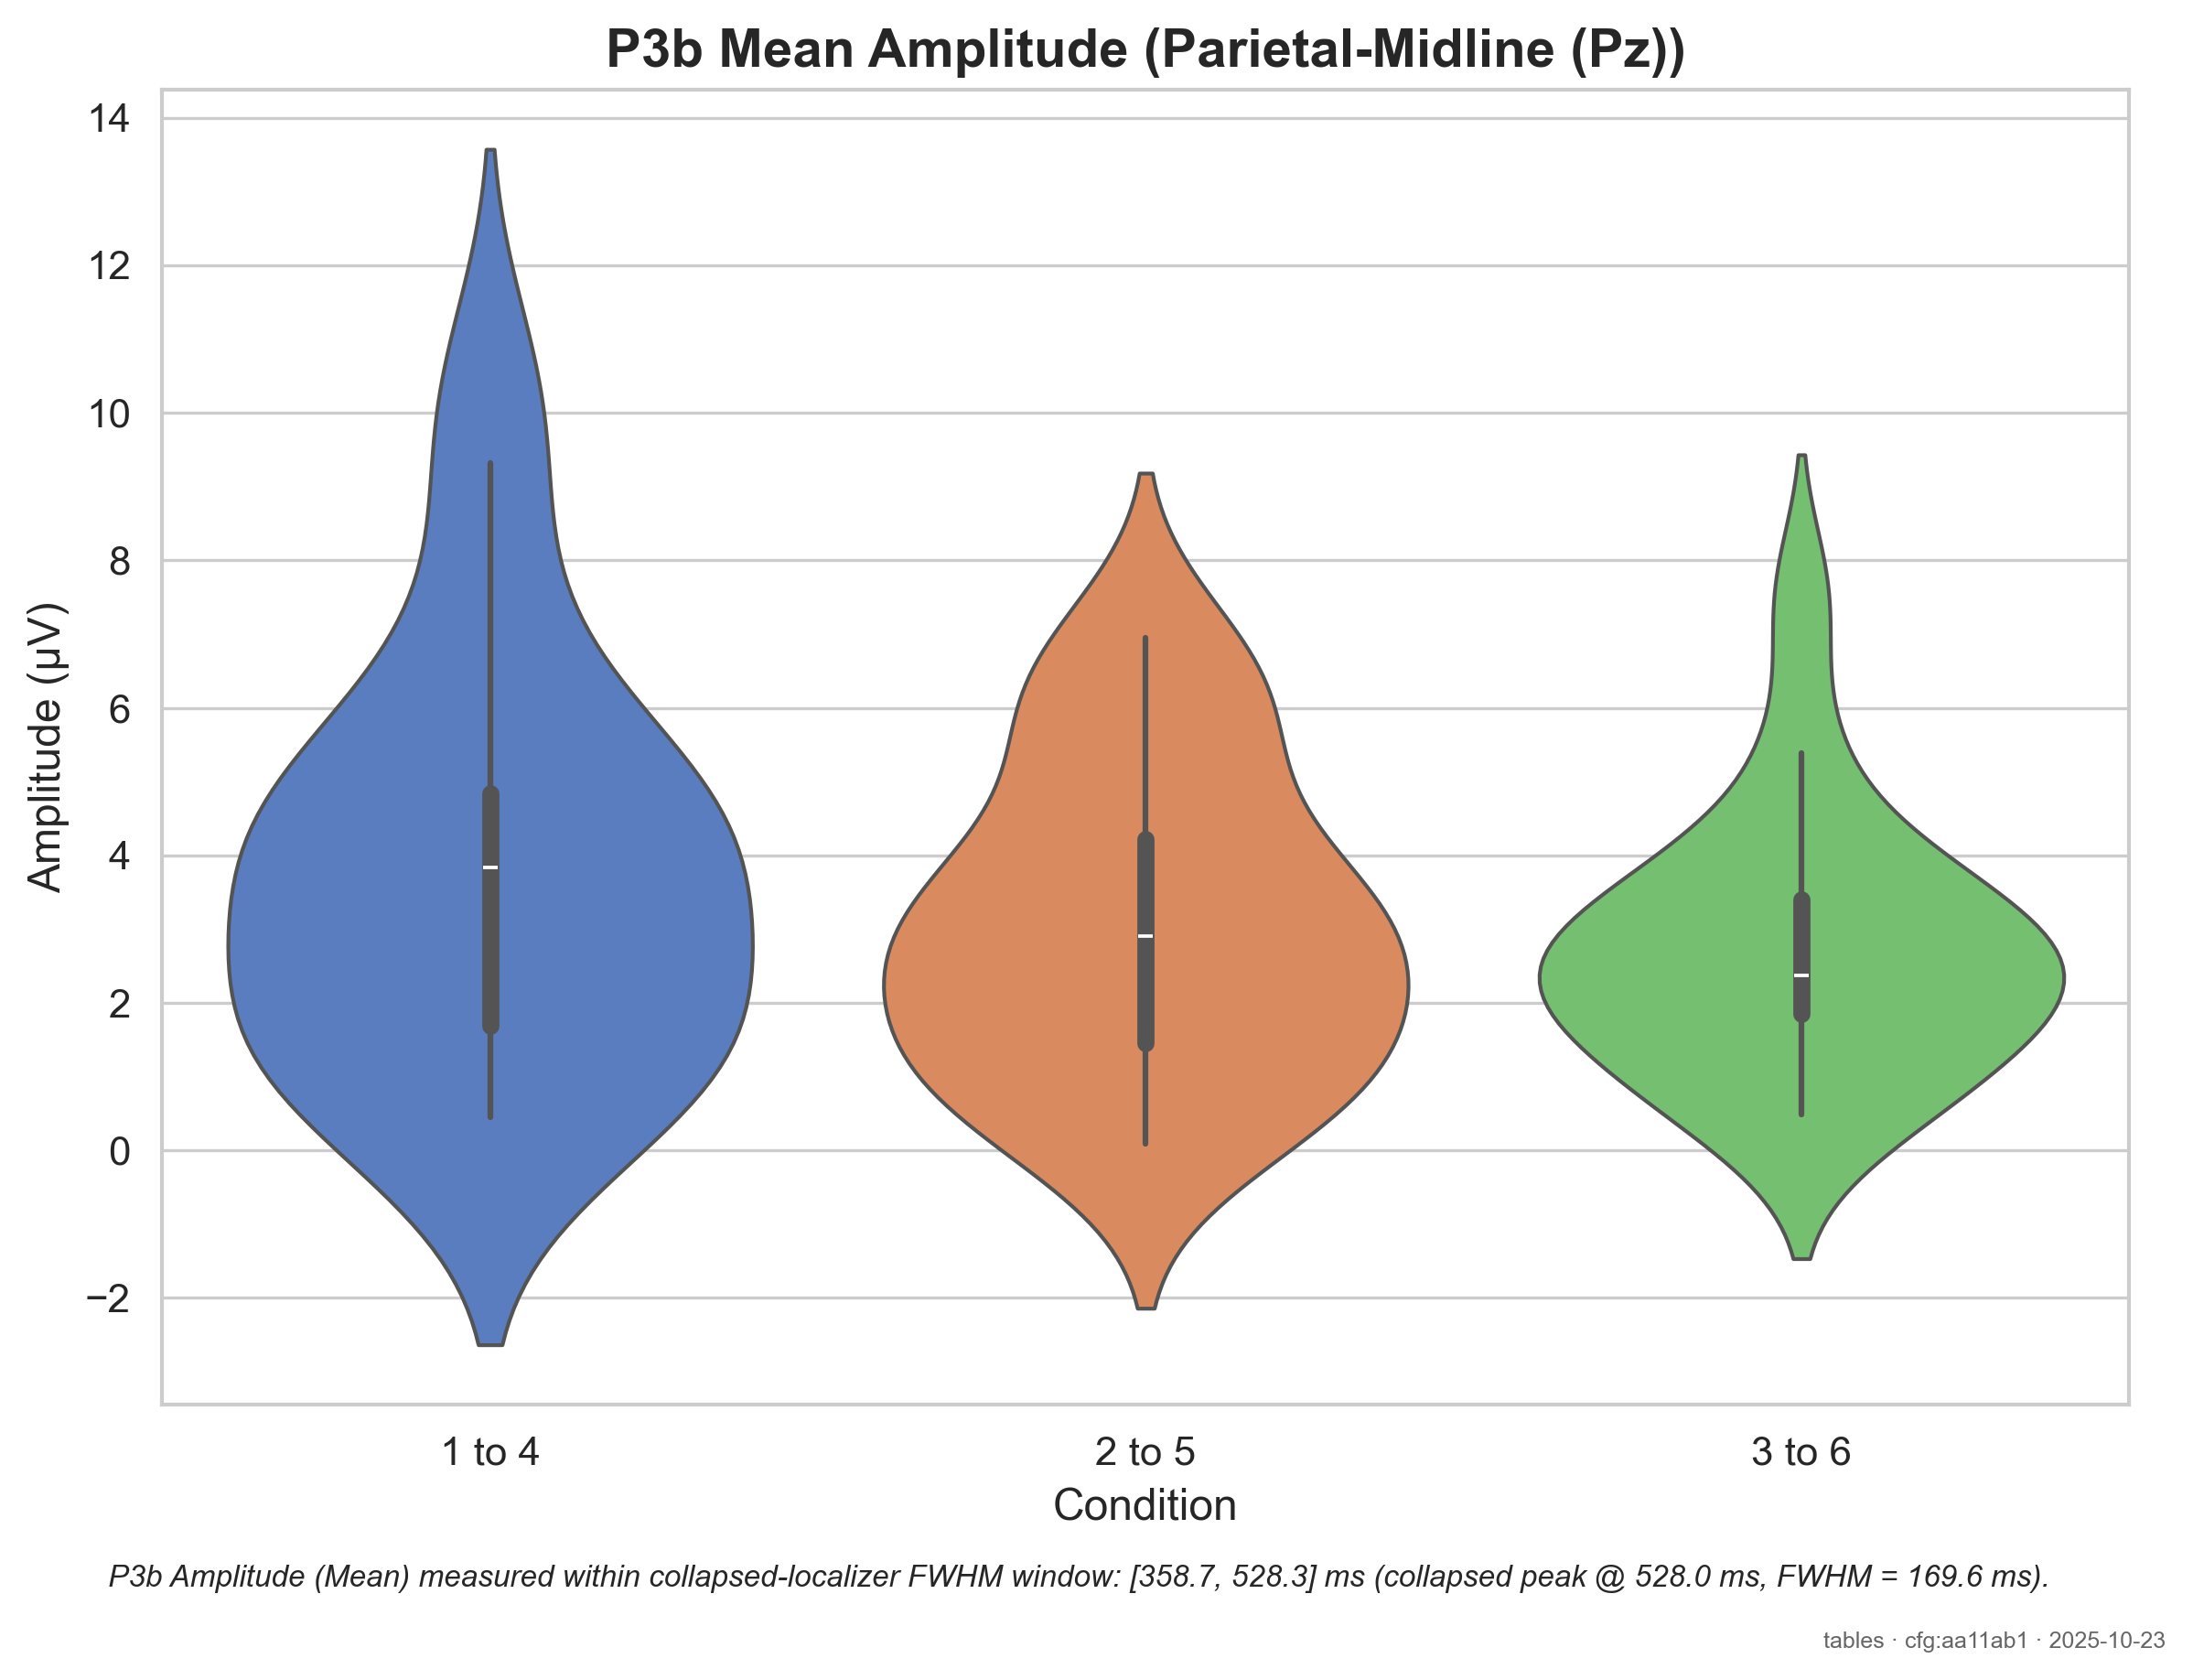 P3b Mean Amplitude (Parietal-Midline (Pz))
14
12
10
8
6
4
2
0
−2
Amplitude (µV)
1 to 4
2 to 5
3 to 6
Condition
P3b Amplitude (Mean) measured within collapsed-localizer FWHM window: [358.7, 528.3] ms (collapsed peak @ 528.0 ms, FWHM = 169.6 ms).
tables · cfg:aa11ab1 · 2025-10-23